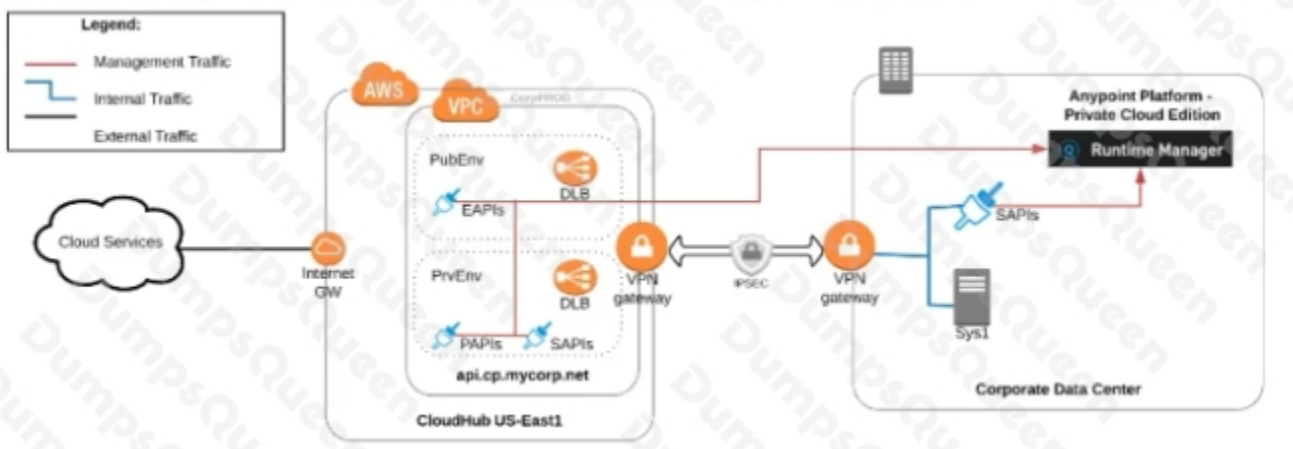 Legend:
Management Traffic
Internal Traffic
External Traffic
AWS
VPC
CorpPROD
PubEnv
DLB
EAPIs
Cloud Services
Internet
GW
PrvEnv
DLB
PAPIs
SAPIs
api.cp.mycorp.net
CloudHub US-East1
VPN
gateway
IPSEC
VPN
gateway
Anypoint Platform -
Private Cloud Edition
Runtime Manager
SAPIs
Sys1
Corporate Data Center
DumpsQueen